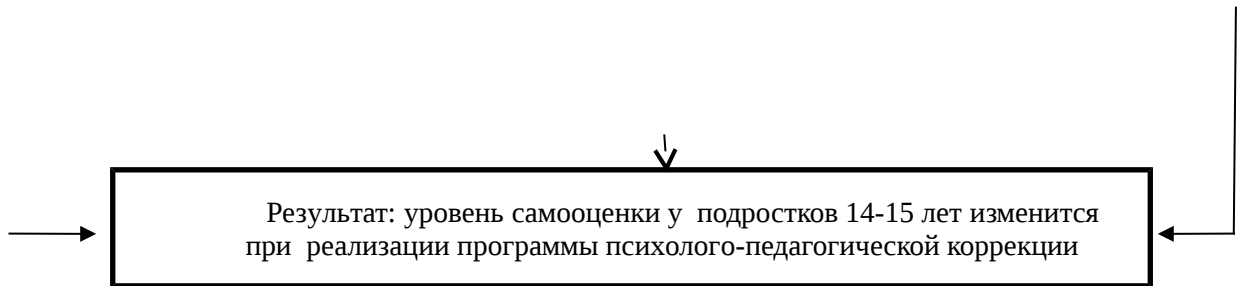 Результат: уровень самооценки у подростков 14-15 лет изменится
при реализации программы психолого-педагогической коррекции